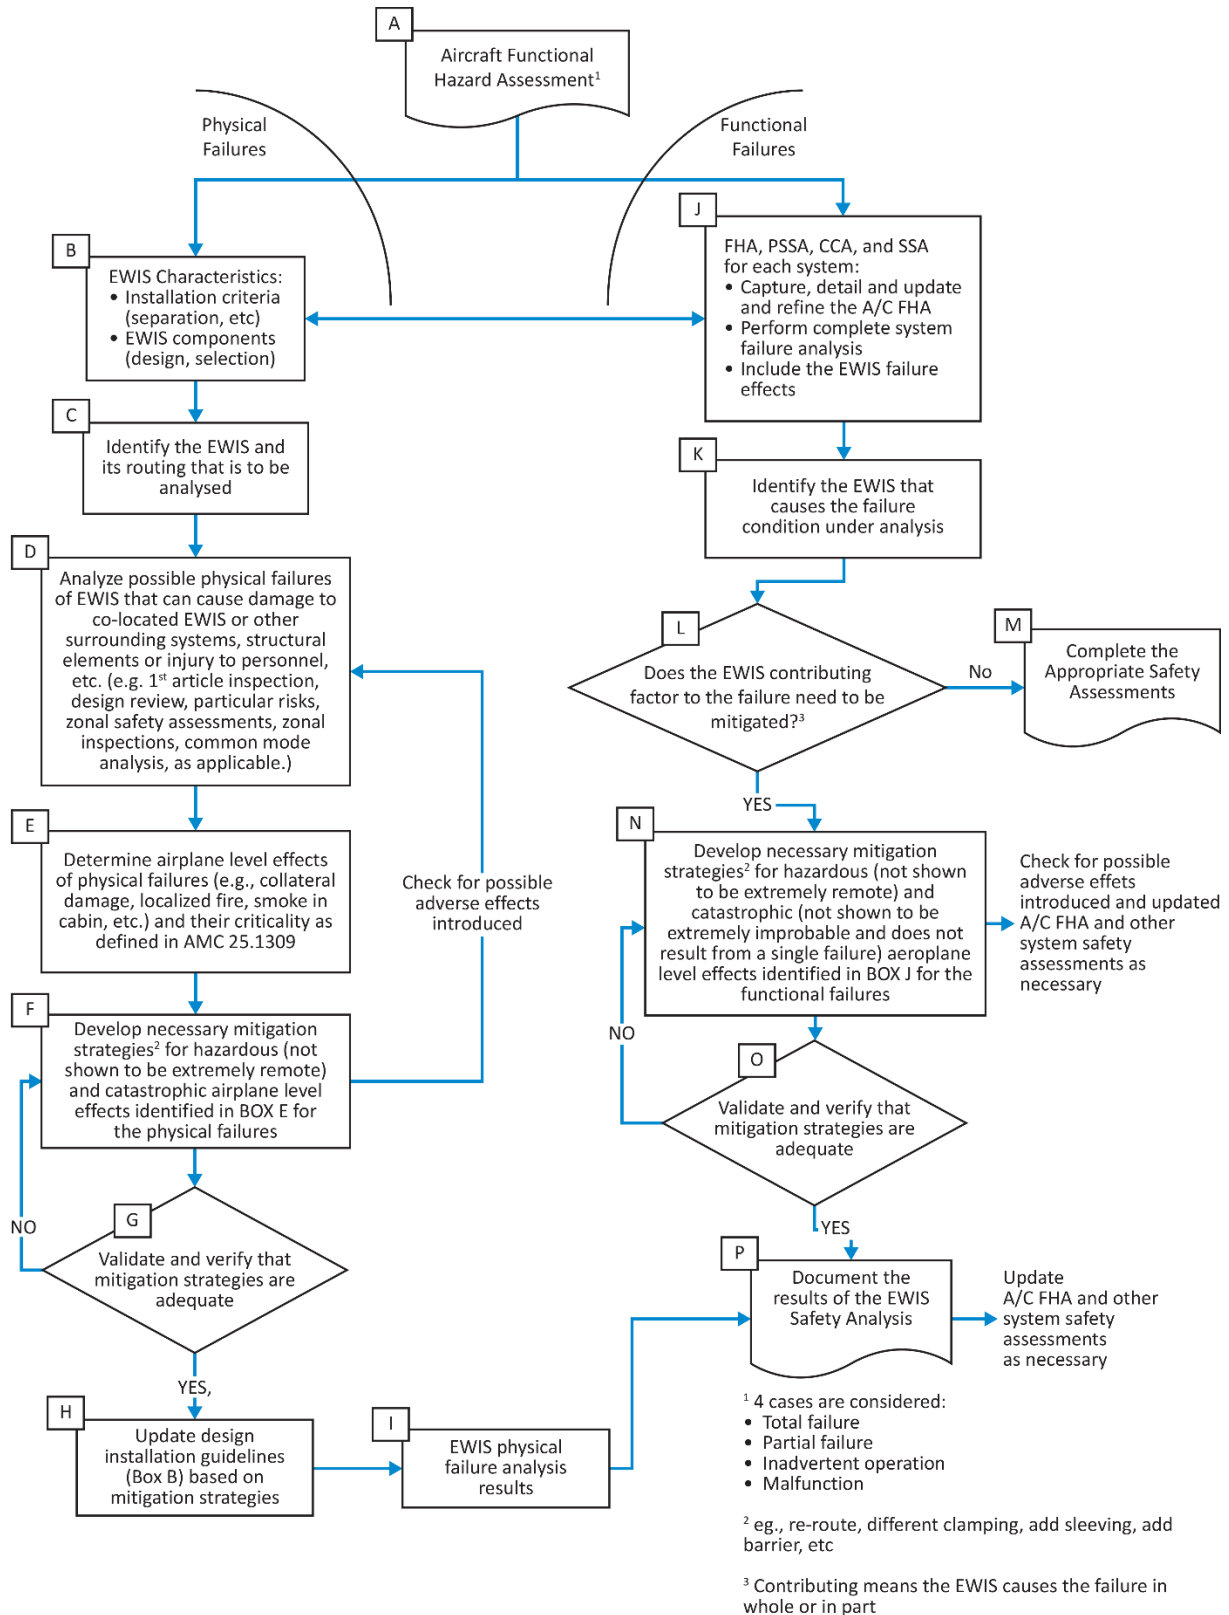 A
Aircraft Functional
Hazard Assessment¹
Physical
Failures
Functional
Failures
B
EWIS Characteristics:
• Installation criteria
(separation, etc)
• EWIS components
(design, selection)
J
FHA, PSSA, CCA, and SSA
for each system:
• Capture, detail and update
and refine the A/C FHA
• Perform complete system
failure analysis
• Include the EWIS failure
effects
C
Identify the EWIS and
its routing that is to be
analysed
K
Identify the EWIS that
causes the failure
condition under analysis
D
Analyze possible physical failures
of EWIS that can cause damage to
co-located EWIS or other
surrounding systems, structural
elements or injury to personnel,
etc. (e.g. 1st article inspection,
design review, particular risks,
zonal safety assessments, zonal
inspections, common mode
analysis, as applicable.)
L
Does the EWIS contributing
factor to the failure need to be
mitigated?³
No
M
Complete the
Appropriate Safety
Assessments
YES
E
Determine airplane level effects
of physical failures (e.g., collateral
damage, localized fire, smoke in
cabin, etc.) and their criticality as
defined in AMC 25.1309
Check for possible
adverse effects
introduced
N
Develop necessary mitigation
strategies² for hazardous (not
shown to be extremely remote) and
catastrophic (not shown to be
extremely improbable and does not
result from a single failure) aeroplane
level effects identified in BOX J for the
functional failures
Check for possible
adverse effets
introduced and updated
A/C FHA and other
system safety
assessments as
necessary
F
Develop necessary mitigation
strategies² for hazardous (not
shown to be extremely remote)
and catastrophic airplane level
effects identified in BOX E for
the physical failures
NO
O
Validate and verify that
mitigation strategies are
adequate
NO
G
Validate and verify that
mitigation strategies are
adequate
YES
P
Document the
results of the EWIS
Safety Analysis
Update
A/C FHA and other
system safety
assessments
as necessary
YES,
H
Update design
installation guidelines
(Box B) based on
mitigation strategies
I
EWIS physical
failure analysis
results
¹ 4 cases are considered:
• Total failure
• Partial failure
• Inadvertent operation
• Malfunction
² eg., re-route, different clamping, add sleeving, add
barrier, etc
³ Contributing means the EWIS causes the failure in
whole or in part